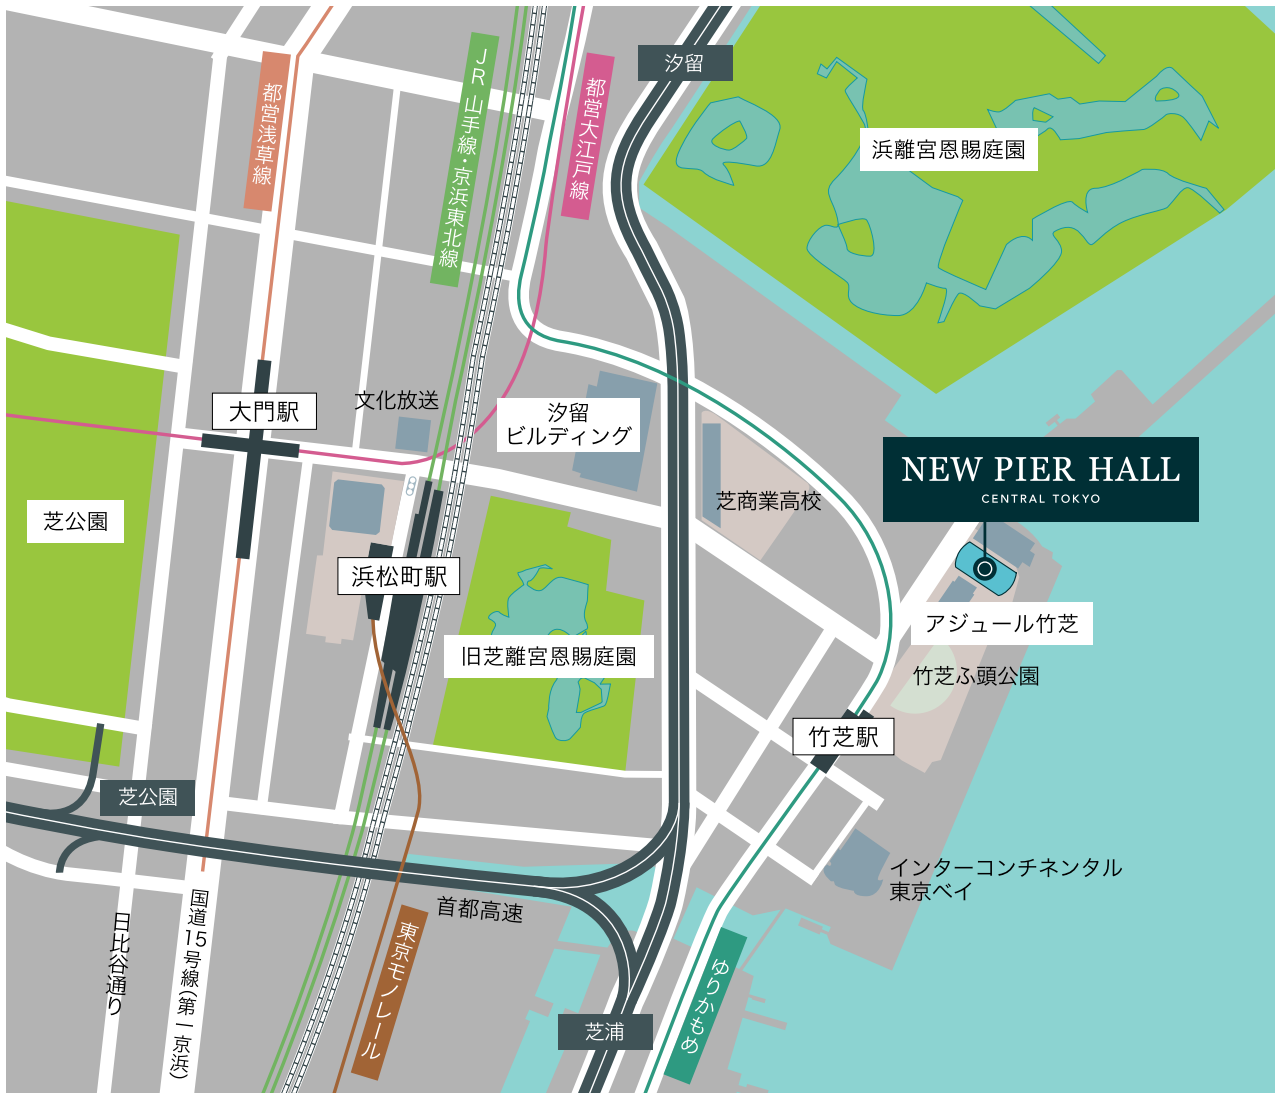 汐留
都営浅草線
JR 山手線・京浜東北線
都営大江戸線
浜離宮恩賜庭園
大門駅
文化放送
汐留
ビルディング
NEW PIER HALL
CENTRAL TOKYO
芝公園
芝商業高校
浜松町駅
アジュール竹芝
旧芝離宮恩賜庭園
竹芝ふ頭公園
竹芝駅
芝公園
インターコンチネンタル
東京ベイ
首都高速
日比谷通り
国道15号線(第一京浜)
東京モノレール
ゆりかもめ
芝浦